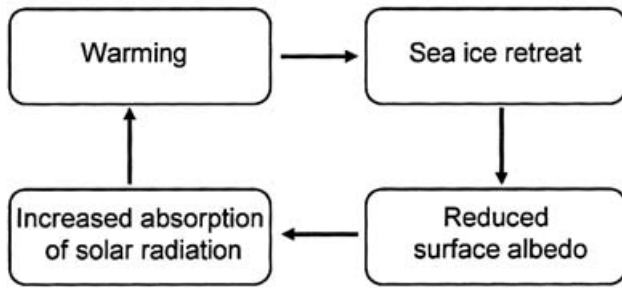 Warming
Sea ice retreat
Increased absorption
of solar radiation
Reduced
surface albedo